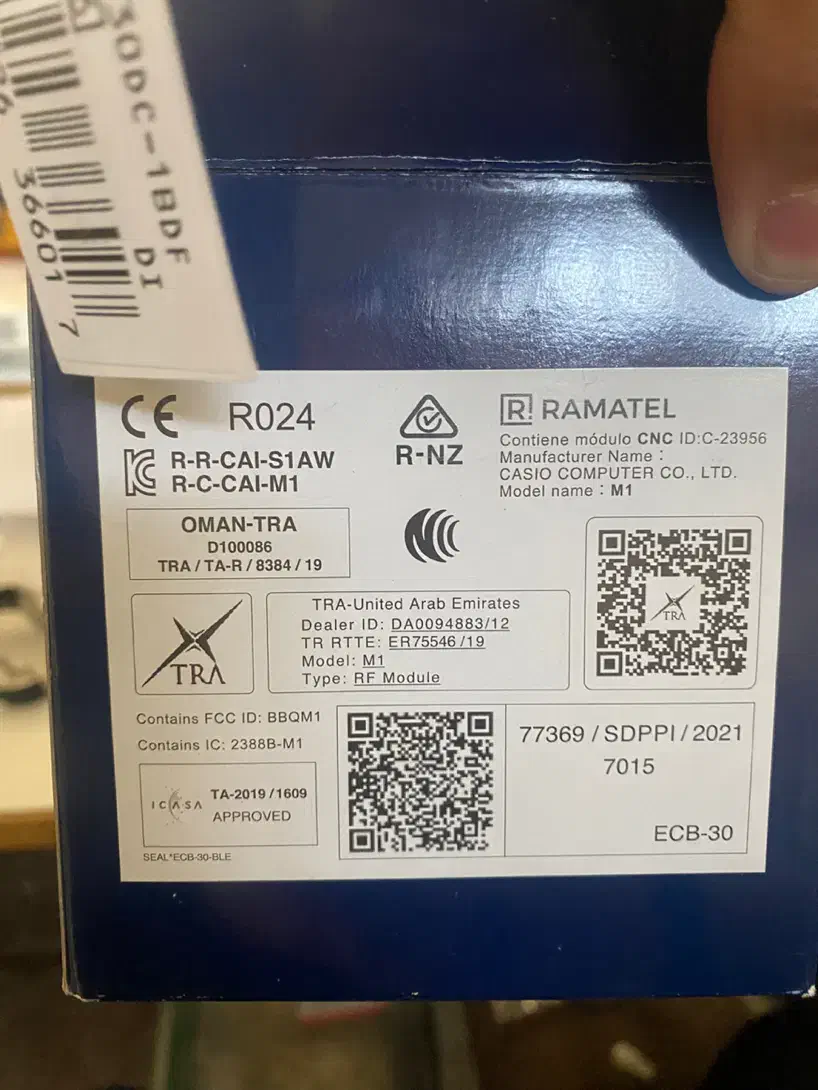 30DC-1BDF
DI
36601 7
CE R024
R-R-CAI-S1AW
R-C-CAI-M1
R-NZ
R! RAMATEL
Contiene módulo CNC ID:C-23956
Manufacturer Name :
CASIO COMPUTER CO., LTD.
Model name : M1
OMAN-TRA
D100086
TRA / TA-R / 8384 / 19
TRA
TRA-United Arab Emirates
Dealer ID: DA0094883/12
TR RTTE: ER75546/19
Model: M1
Type: RF Module
TRA
Contains FCC ID: BBQM1
Contains IC: 2388B-M1
ICASA
TA-2019/1609
APPROVED
SEAL*ECB-30-BLE
77369 / SDPPI / 2021
7015
ECB-30